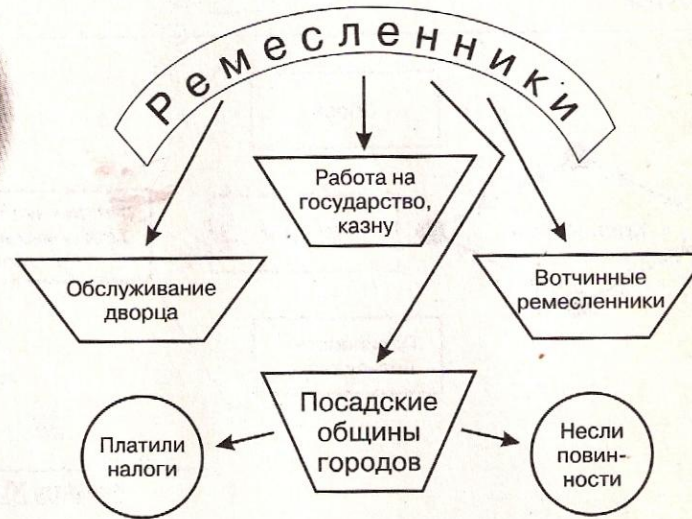 Ремесленники
Работа на
государство,
казну
Обслуживание
дворца
Вотчинные
ремесленники
Посадские
общины
городов
Платили
налоги
Несли
повин-
ности